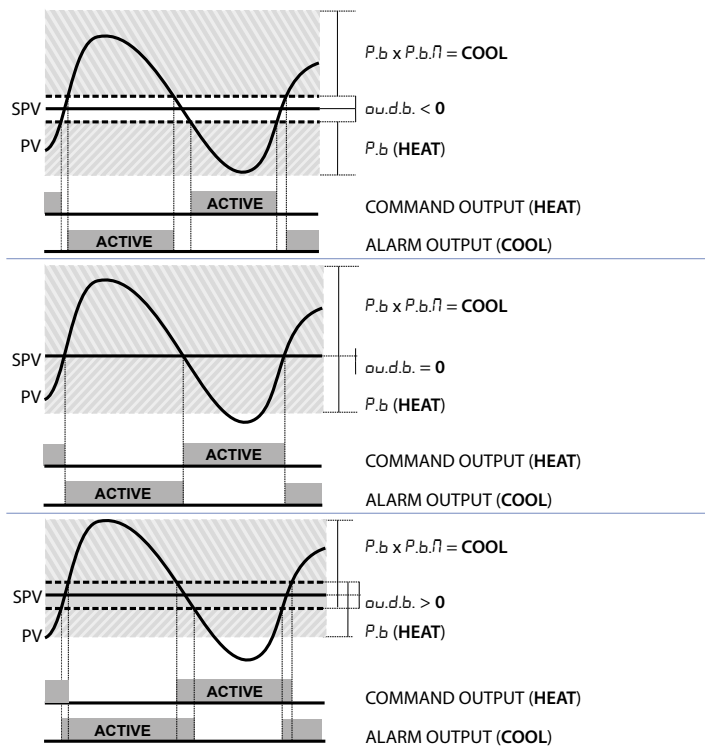 P.b x P.b.M = COOL
SPV
ou.d.b. < 0
PV
P.b (HEAT)
ACTIVE
COMMAND OUTPUT (HEAT)
ACTIVE
ALARM OUTPUT (COOL)
P.b x P.b.M = COOL
SPV
ou.d.b. = 0
PV
P.b (HEAT)
ACTIVE
COMMAND OUTPUT (HEAT)
ACTIVE
ALARM OUTPUT (COOL)
P.b x P.b.M = COOL
SPV
ou.d.b. > 0
PV
P.b (HEAT)
ACTIVE
COMMAND OUTPUT (HEAT)
ACTIVE
ALARM OUTPUT (COOL)